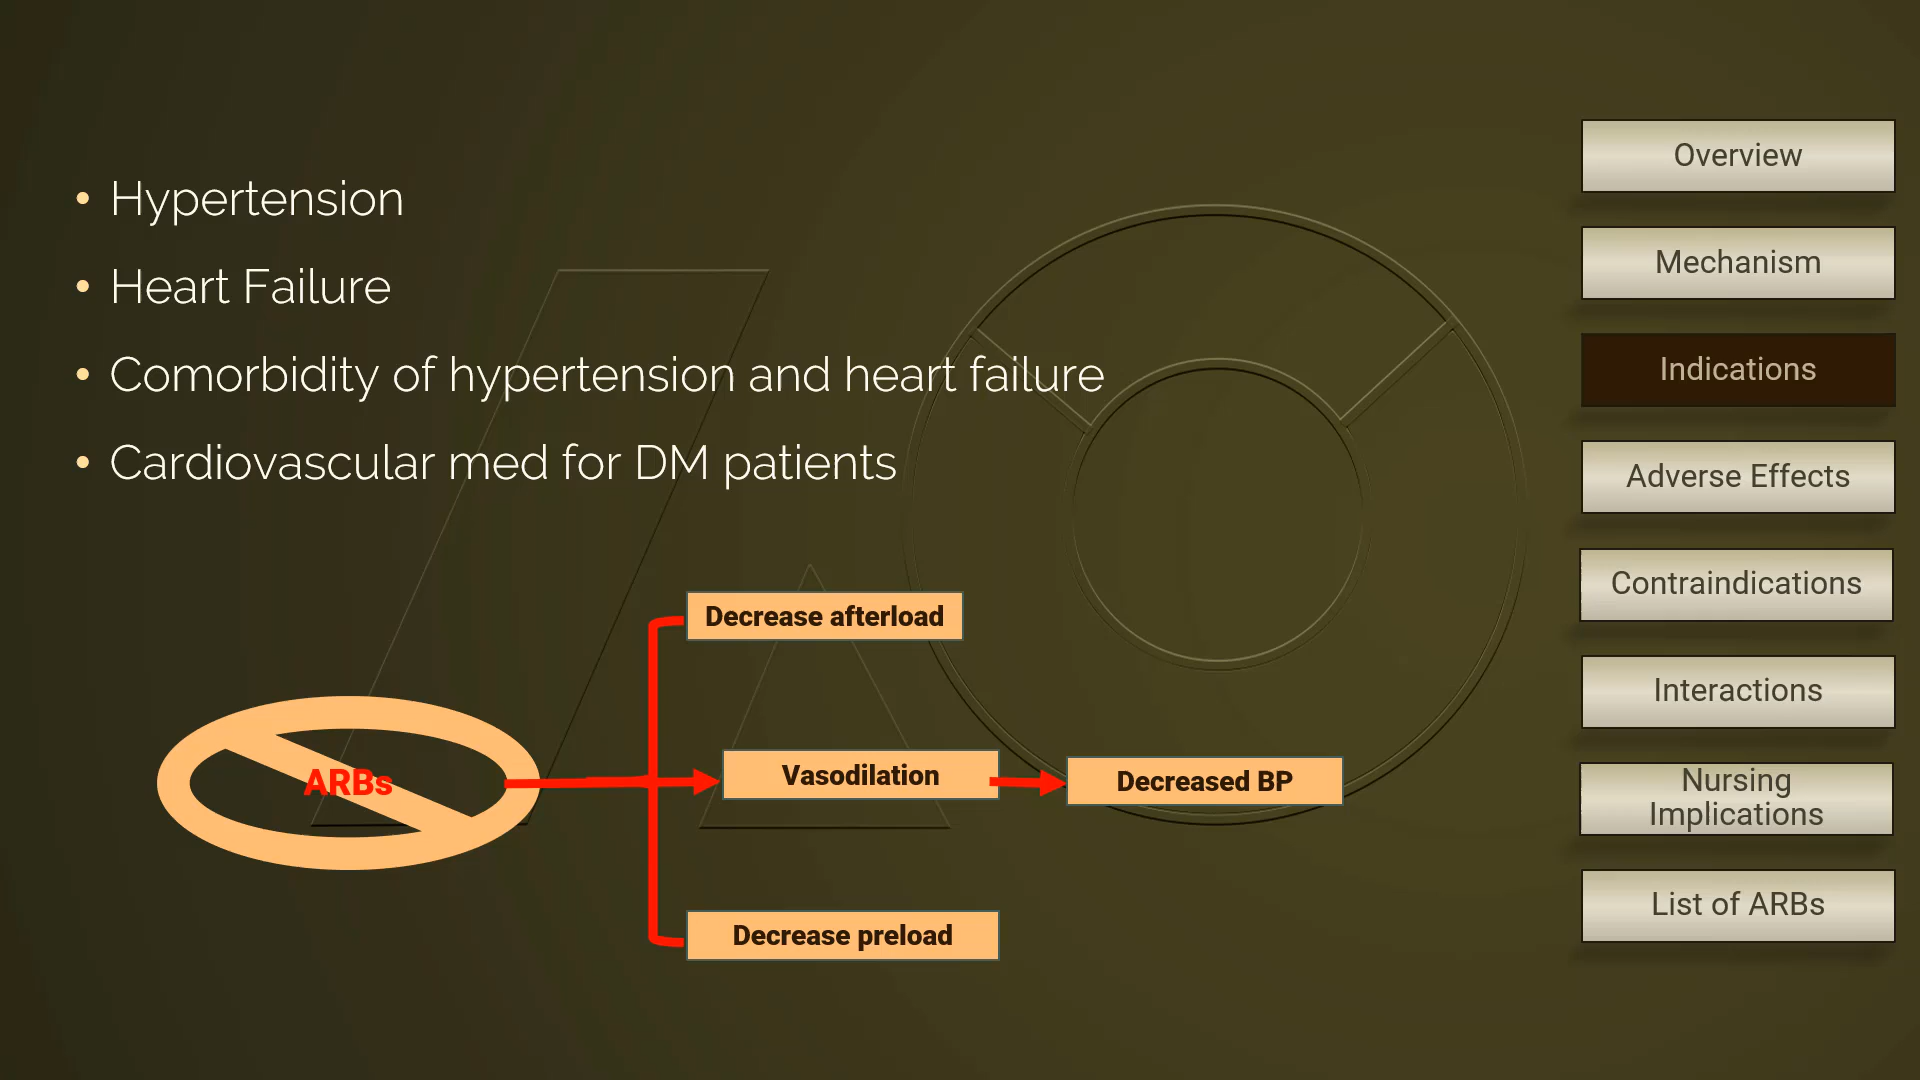 • Hypertension
• Heart Failure
• Comorbidity of hypertension and heart failure
• Cardiovascular med for DM patients
Decrease afterload
ARBs
Vasodilation
Decreased BP
Decrease preload
Overview
Mechanism
Indications
Adverse Effects
Contraindications
Interactions
Nursing
Implications
List of ARBs